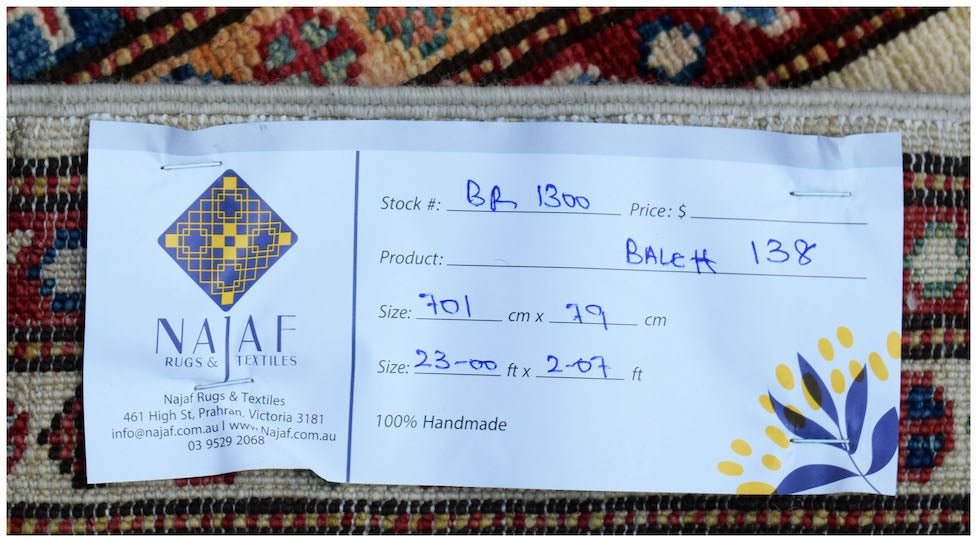 NAJAF
RUGS & TEXTILES
Najaf Rugs & Textiles
461 High St, Prahran, Victoria 3181
info@najaf.com.au | www.Najaf.com.au
03 9529 2068
Stock #: BR 1300 Price: $
Product: BALCH 138
Size: 701 cm x 79 cm
Size: 23-00 ft x 2-07 ft
100% Handmade